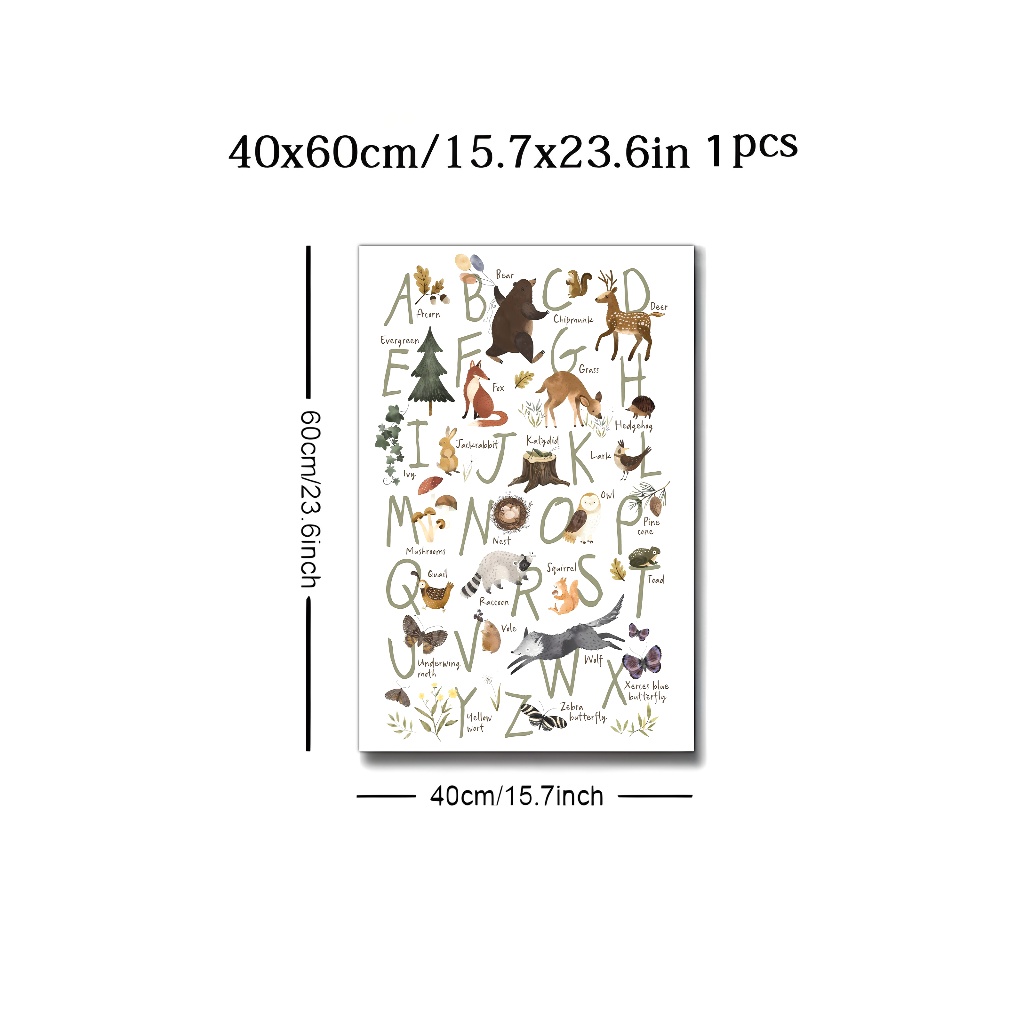 40x60cm/15.7x23.6in 1pcs
60cm/23.6inch
A
Acorn
B
Bear
C
Chipmunk
D
Deer
Evergreen
E
F
Fox
G
Grass
H
Hedgehog
I
Ivy
Jackrabbit
J
Katydid
K
Lark
L
M
Mushrooms
N
Nest
O
Owl
P
Pine
cone
Q
Quail
Raccoon
R
Squirrel
S
T
Toad
U
Underwing
moth
V
Vole
W
Wolf
X
Xerces blue
butterfly
Y
Yellow
wort
Z
Zebra
butterfly
40cm/15.7inch